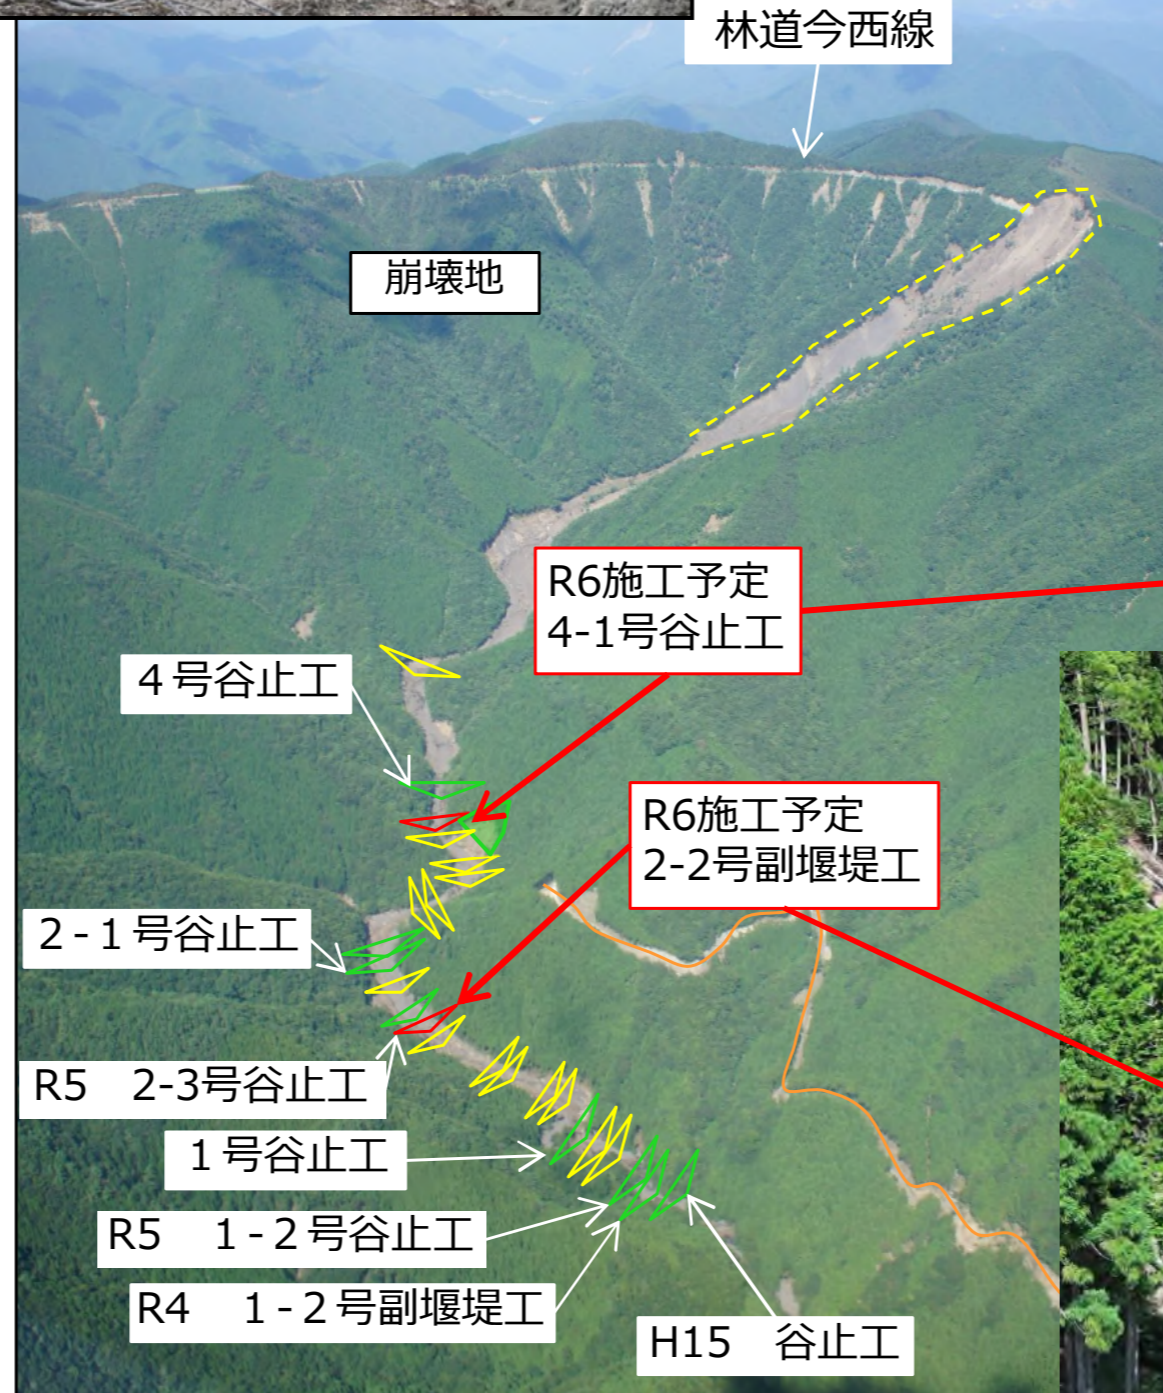 林道今西線
崩壊地
R6施工予定
4-1号谷止工
４号谷止工
R6施工予定
2-2号副堰堤工
２-１号谷止工
R5　2-3号谷止工
１号谷止工
R5　１-２号谷止工
R4　１-２号副堰堤工
H15　谷止工